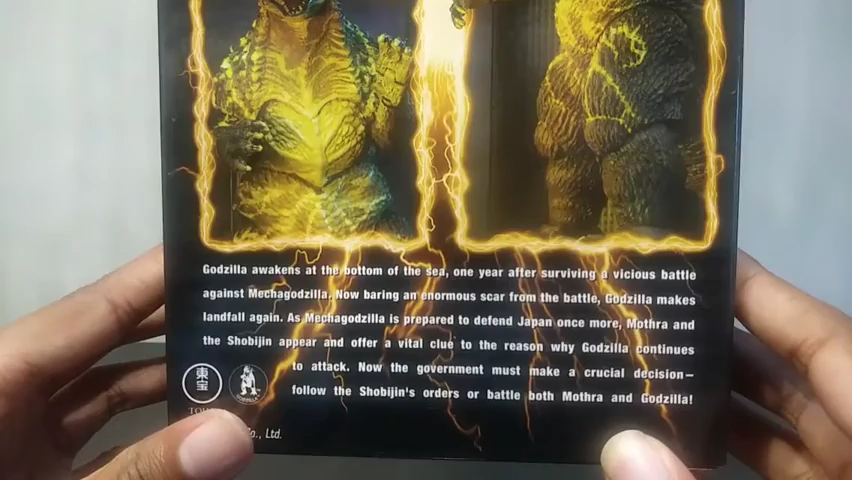 Godzilla awakens at the bottom of the sea, one year after surviving a vicious battle
against Mechagodzilla. Now baring an enormous scar from the battle, Godzilla makes
landfall again. As Mechagodzilla is prepared to defend Japan once more, Mothra and
the Shobijin appear and offer a vital clue to the reason why Godzilla continues
to attack. Now the government must make a crucial decision–
follow the Shobijin's orders or battle both Mothra and Godzilla!
東宝
GODZILLA
Co., Ltd.